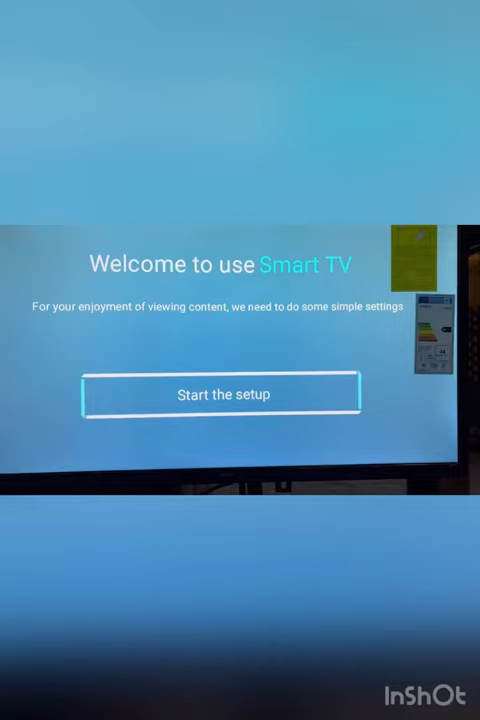 Welcome to use Smart TV
For your enjoyment of viewing content, we need to do some simple settings
Start the setup
InShOt